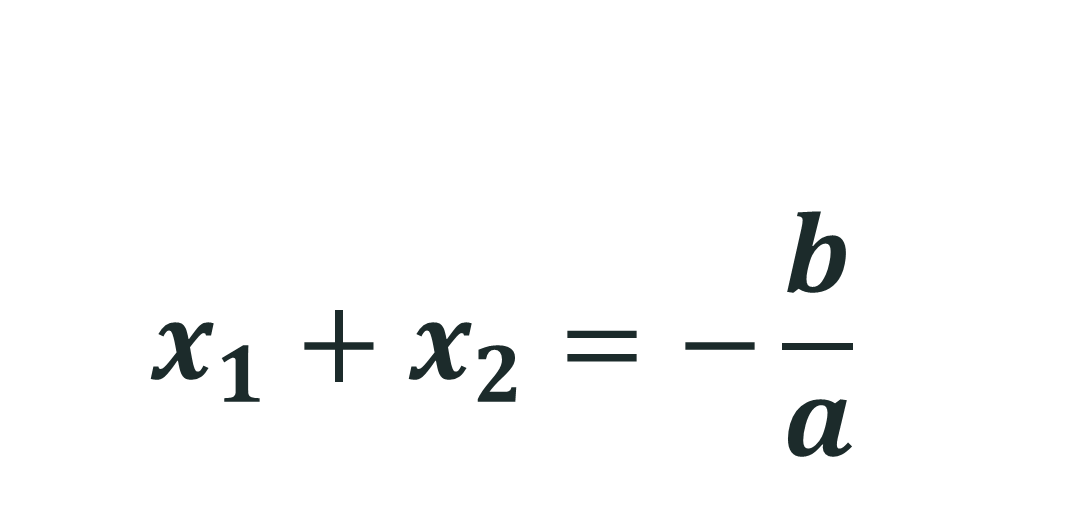 x₁ + x₂ = − b/a